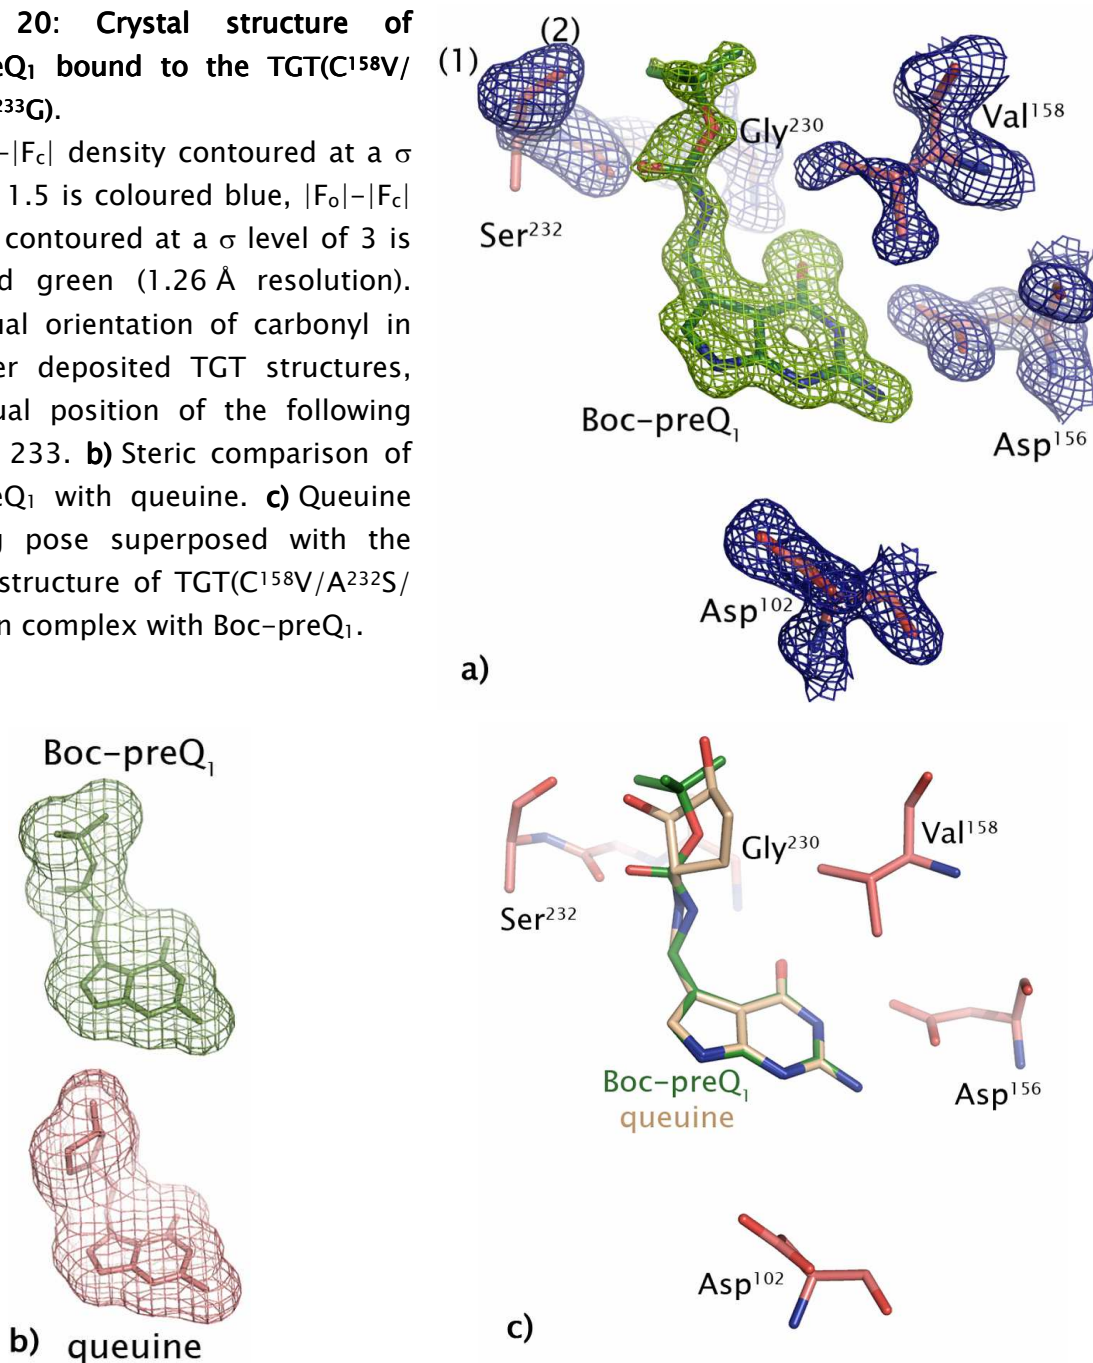 20: Crystal structure of
eQ₁ bound to the TGT(C¹⁵⁸V/
²³³G).
–|Fc| density contoured at a σ
1.5 is coloured blue, |Fo|–|Fc|
contoured at a σ level of 3 is
d green (1.26 Å resolution).
ual orientation of carbonyl in
er deposited TGT structures,
ual position of the following
233. b) Steric comparison of
eQ₁ with queuine. c) Queuine
g pose superposed with the
structure of TGT(C¹⁵⁸V/A²³²S/
n complex with Boc–preQ₁.
(1)
(2)
Gly²³⁰
Val¹⁵⁸
Ser²³²
Boc–preQ₁
Asp¹⁵⁶
Asp¹⁰²
a)
Boc–preQ₁
b) queuine
Gly²³⁰
Val¹⁵⁸
Ser²³²
Boc–preQ₁
queuine
Asp¹⁵⁶
Asp¹⁰²
c)